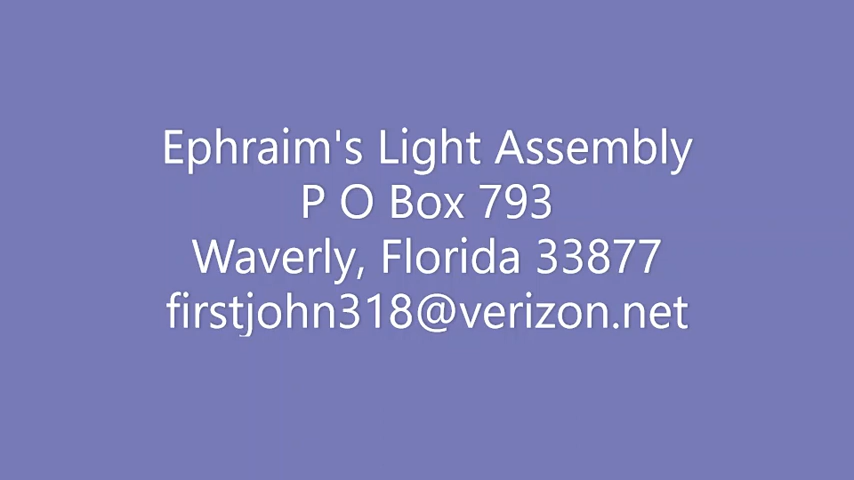 Ephraim's Light Assembly
P O Box 793
Waverly, Florida 33877
firstjohn318@verizon.net